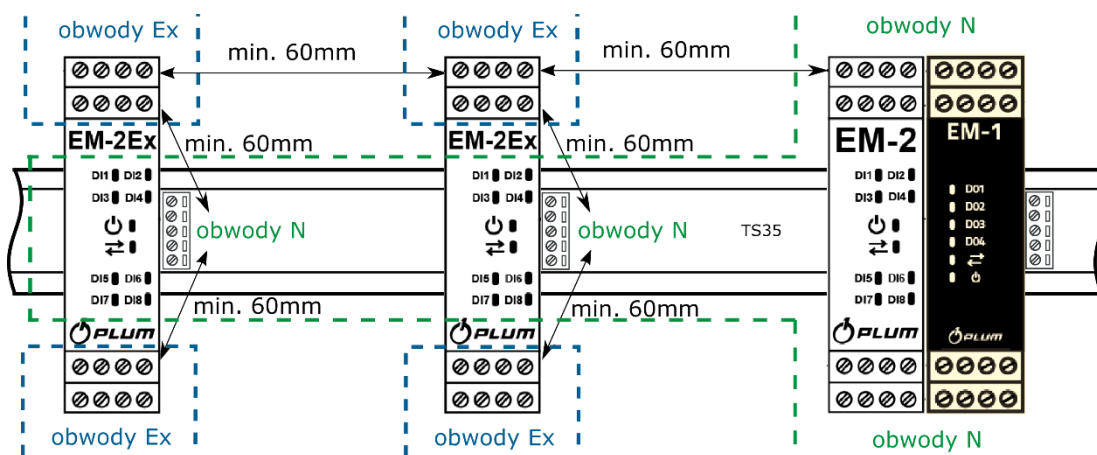 obwody Ex
min. 60mm
obwody Ex
min. 60mm
obwody N
EM-2Ex
min. 60mm
EM-2Ex
min. 60mm
EM-2
EM-1
DI1 DI2
DI3 DI4
DI5 DI6
DI7 DI8
PLUM
obwody N
min. 60mm
DI1 DI2
DI3 DI4
DI5 DI6
DI7 DI8
PLUM
obwody N
min. 60mm
TS35
DI1 DI2
DI3 DI4
DI5 DI6
DI7 DI8
PLUM
DO1
DO2
DO3
DO4
PLUM
obwody Ex
obwody Ex
obwody N